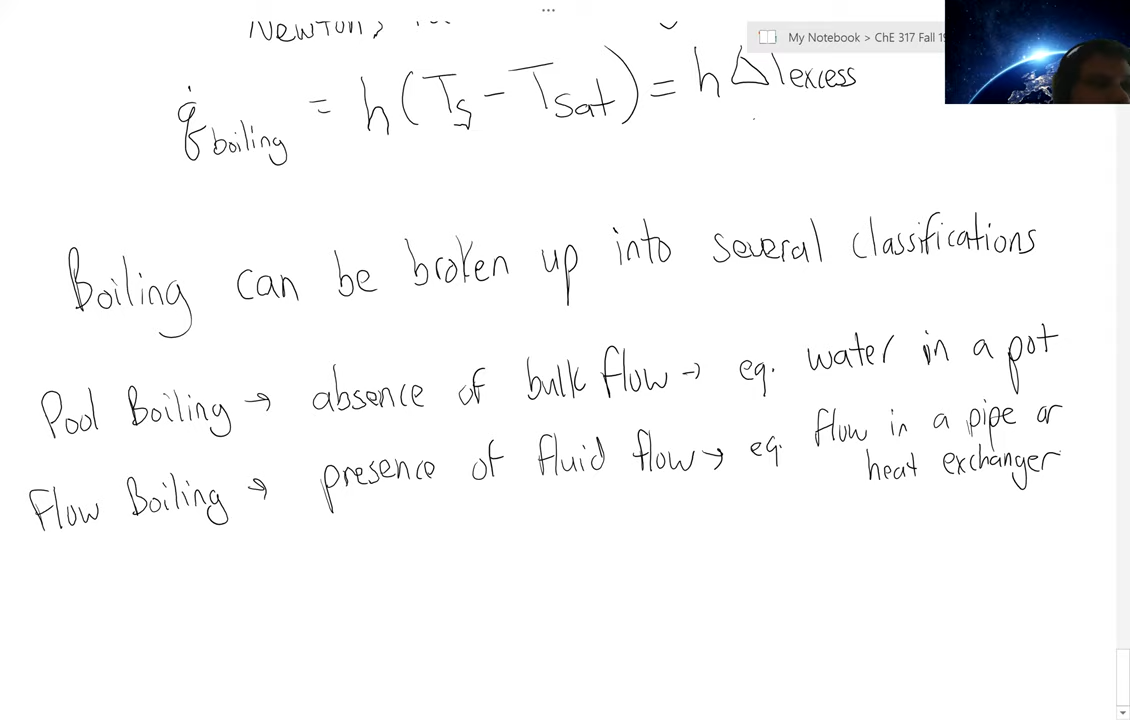 My Notebook > ChE 317 Fall 19
q̇boiling = h(Ts - Tsat) = hΔTexcess
Boiling can be broken up into several classifications
Pool Boiling → absence of bulk flow → eg. water in a pot
Flow Boiling → presence of fluid flow → eg. flow in a pipe or
heat exchanger